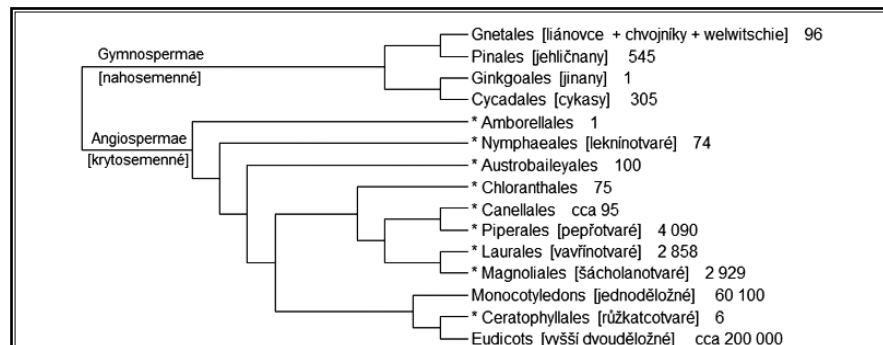 Gnetales [liánovce + chvojníky + welwitschie] 96
Gymnospermae
Pinales [jehličnany] 545
[nahosemenné]
Ginkgoales [jinany] 1
Cycadales [cykasy] 305
* Amborellales 1
Angiospermae
* Nymphaeales [leknínotvaré] 74
[krytosemenné]
* Austrobaileyales 100
* Chloranthales 75
* Canellales cca 95
* Piperales [pepřotvaré] 4 090
* Laurales [vavřínotvaré] 2 858
* Magnoliales [šácholanotvaré] 2 929
Monocotyledons [jednoděložné] 60 100
* Ceratophyllales [růžkatcotvaré] 6
Eudicots [vyšší dvouděložné] cca 200 000